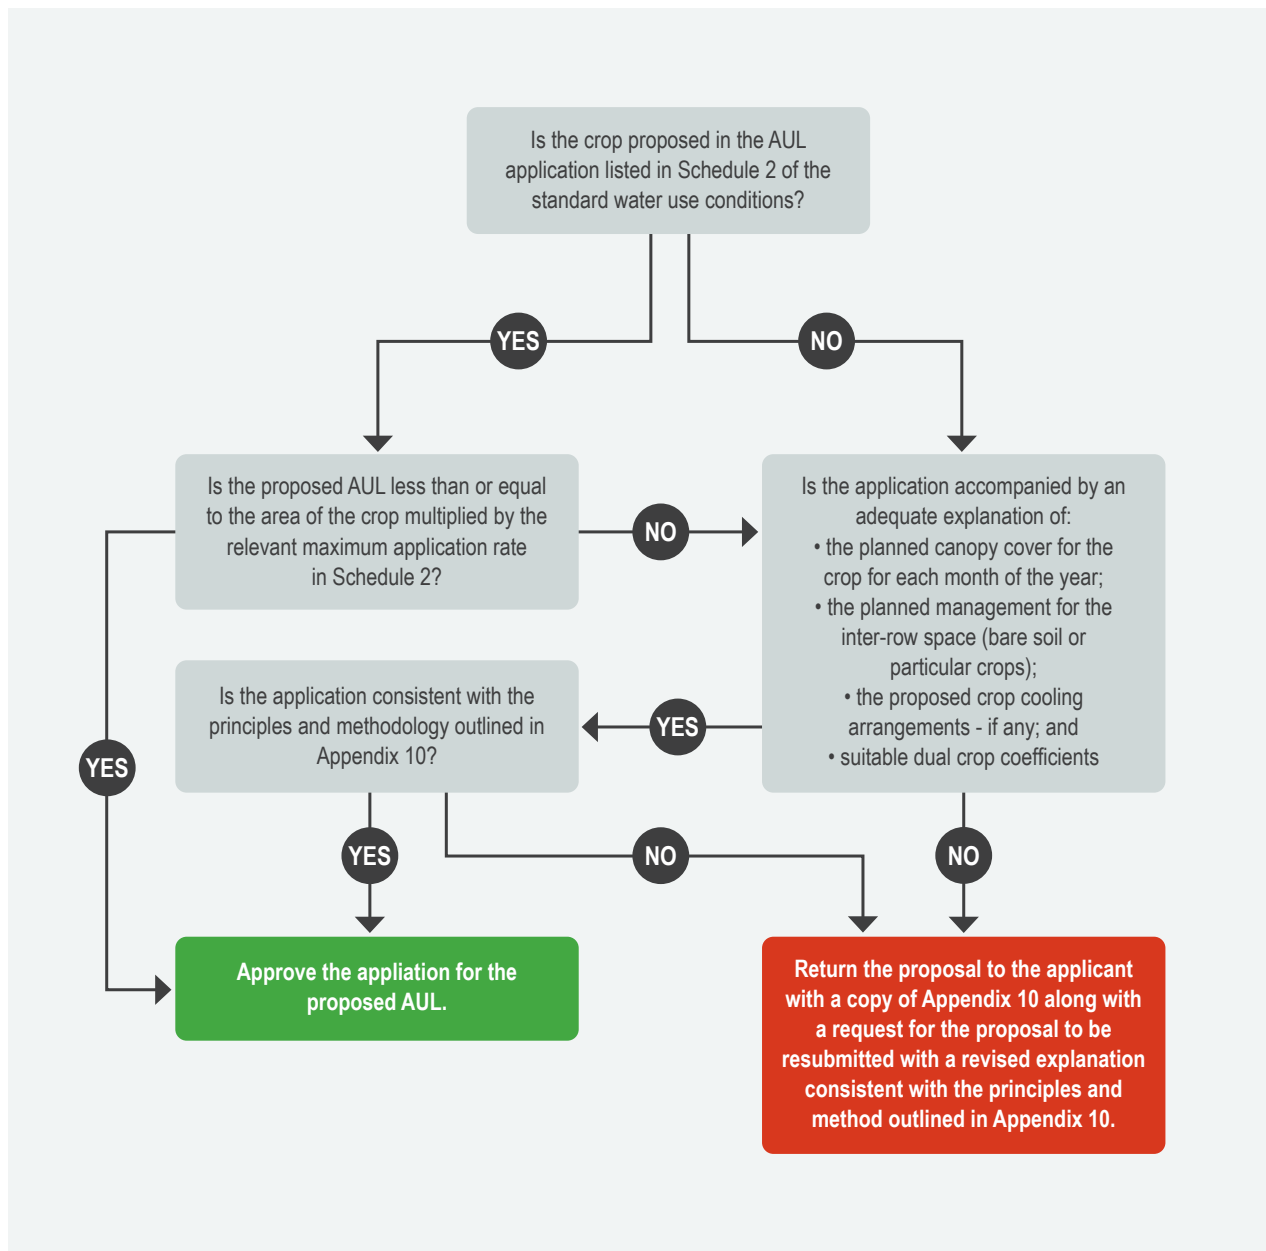 Is the crop proposed in the AUL
application listed in Schedule 2 of the
standard water use conditions?
YES
NO
Is the proposed AUL less than or equal
to the area of the crop multiplied by the
relevant maximum application rate
in Schedule 2?
NO
Is the application accompanied by an
adequate explanation of:
• the planned canopy cover for the
crop for each month of the year;
• the planned management for the
inter-row space (bare soil or
particular crops);
• the proposed crop cooling
arrangements - if any; and
• suitable dual crop coefficients
Is the application consistent with the
principles and methodology outlined in
Appendix 10?
YES
YES
YES
NO
NO
Approve the appliation for the
proposed AUL.
Return the proposal to the applicant
with a copy of Appendix 10 along with
a request for the proposal to be
resubmitted with a revised explanation
consistent with the principles and
method outlined in Appendix 10.